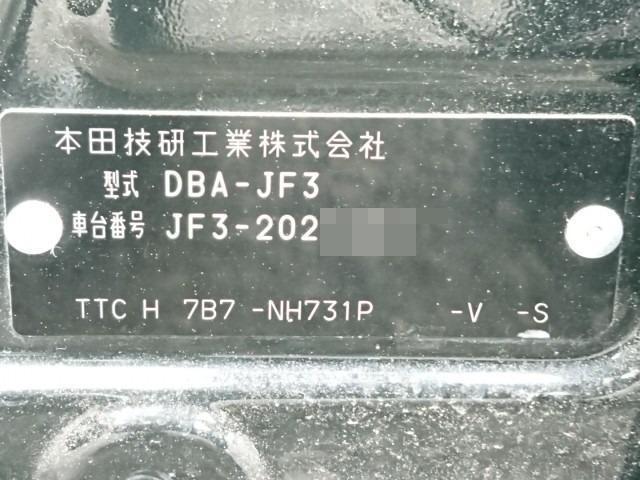 本田技研工業株式会社
型式 DBA-JF3
車台番号 JF3-202
TTC H 7B7 -NH731P -V -S